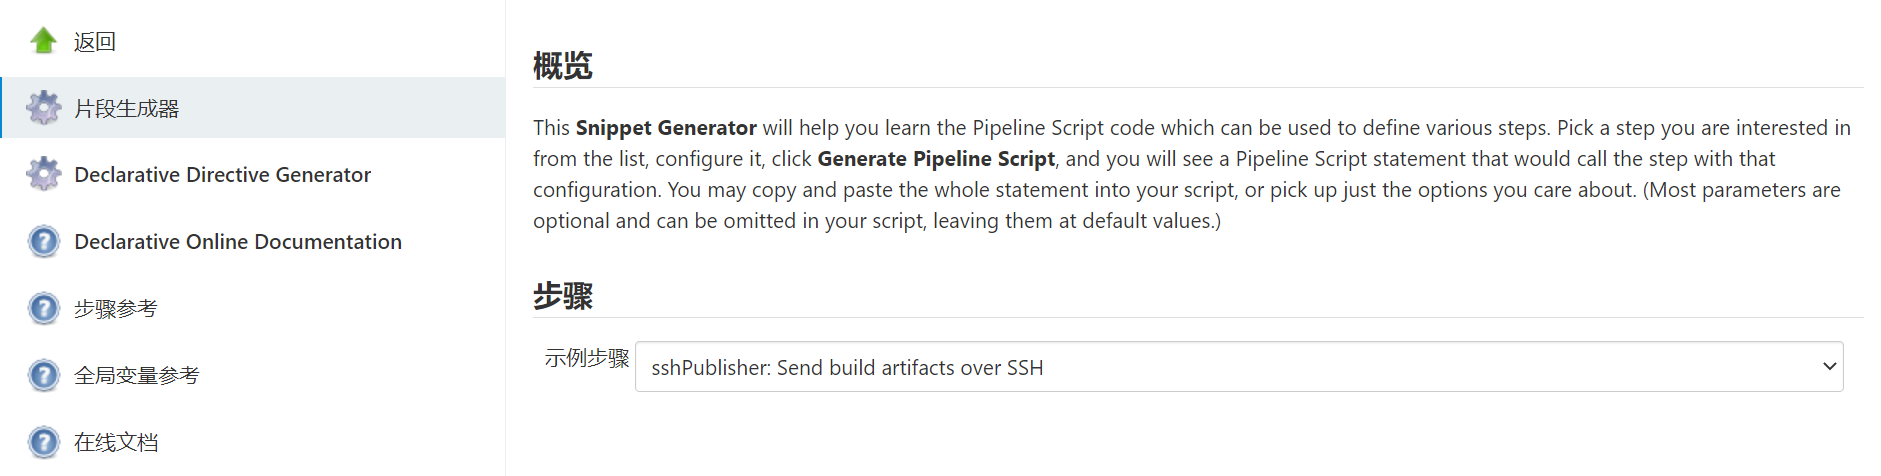 返回
片段生成器
Declarative Directive Generator
Declarative Online Documentation
步骤参考
全局变量参考
在线文档
概览
This Snippet Generator will help you learn the Pipeline Script code which can be used to define various steps. Pick a step you are interested in
from the list, configure it, click Generate Pipeline Script, and you will see a Pipeline Script statement that would call the step with that
configuration. You may copy and paste the whole statement into your script, or pick up just the options you care about. (Most parameters are
optional and can be omitted in your script, leaving them at default values.)
步骤
示例步骤
sshPublisher: Send build artifacts over SSH